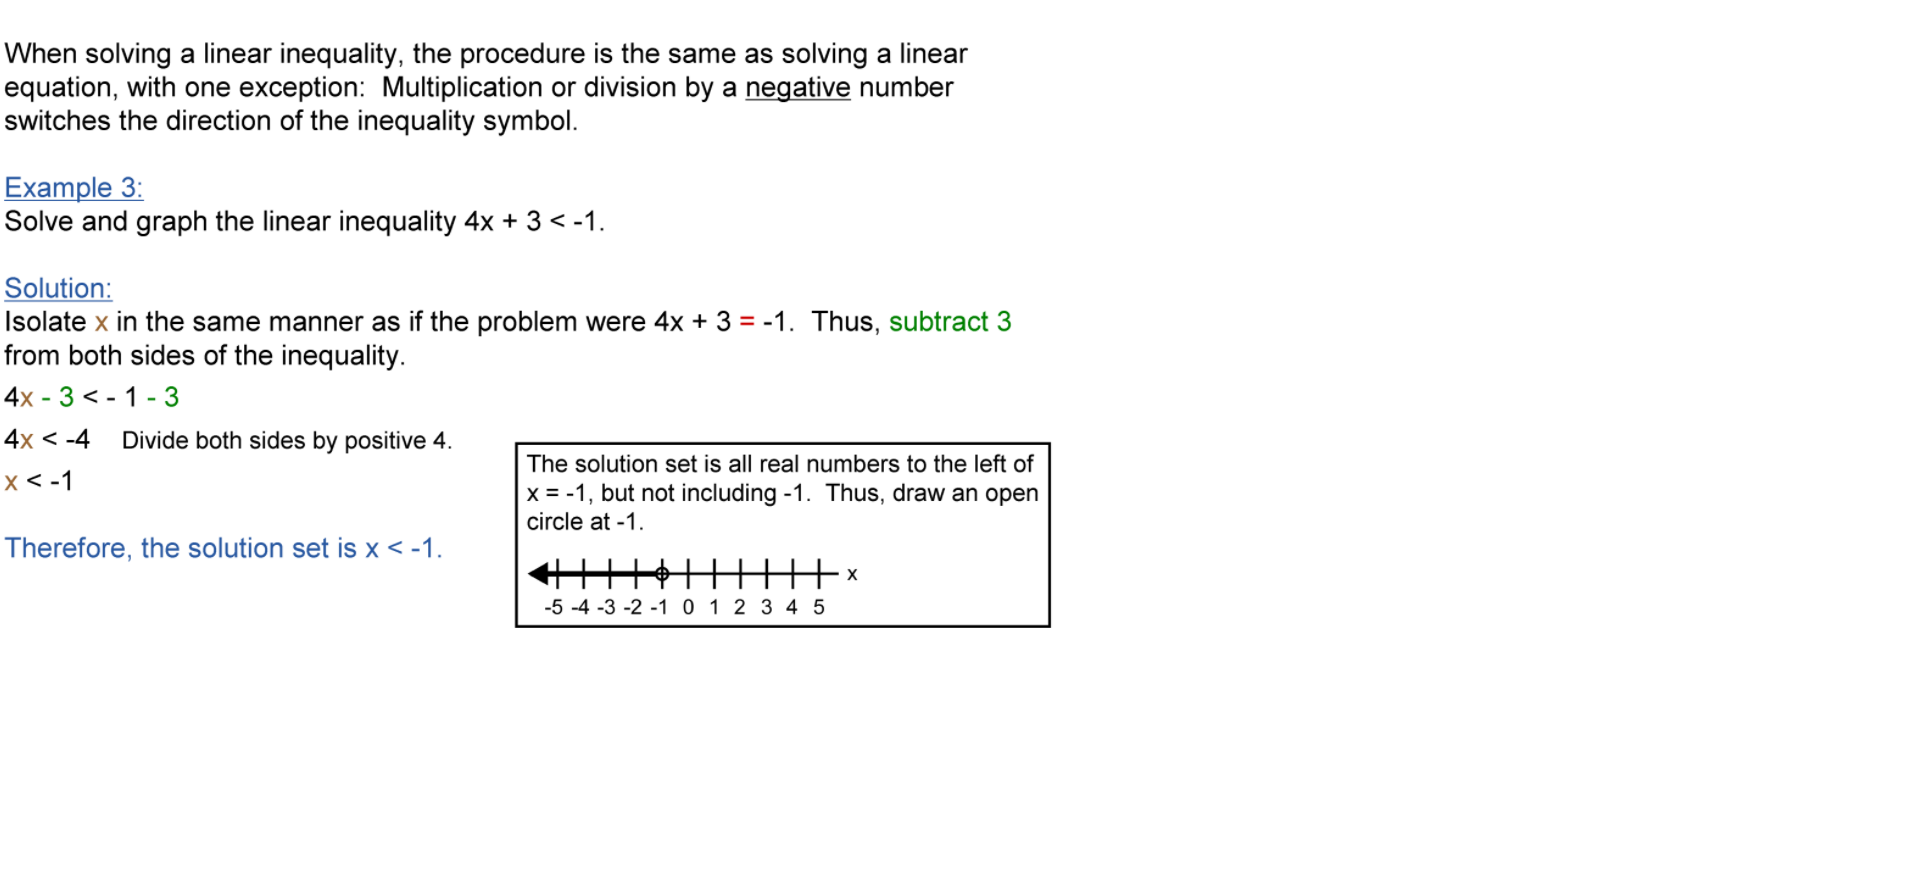 When solving a linear inequality, the procedure is the same as solving a linear
equation, with one exception:  Multiplication or division by a negative number
switches the direction of the inequality symbol.
Example 3:
Solve and graph the linear inequality 4x + 3 < -1.
Solution:
Isolate x in the same manner as if the problem were 4x + 3 = -1.  Thus, subtract 3
from both sides of the inequality.
4x - 3 < - 1 - 3
4x < -4    Divide both sides by positive 4.
x < -1
Therefore, the solution set is x < -1.
The solution set is all real numbers to the left of
x = -1, but not including -1.  Thus, draw an open
circle at -1.
x
-5 -4 -3 -2 -1 0 1 2 3 4 5